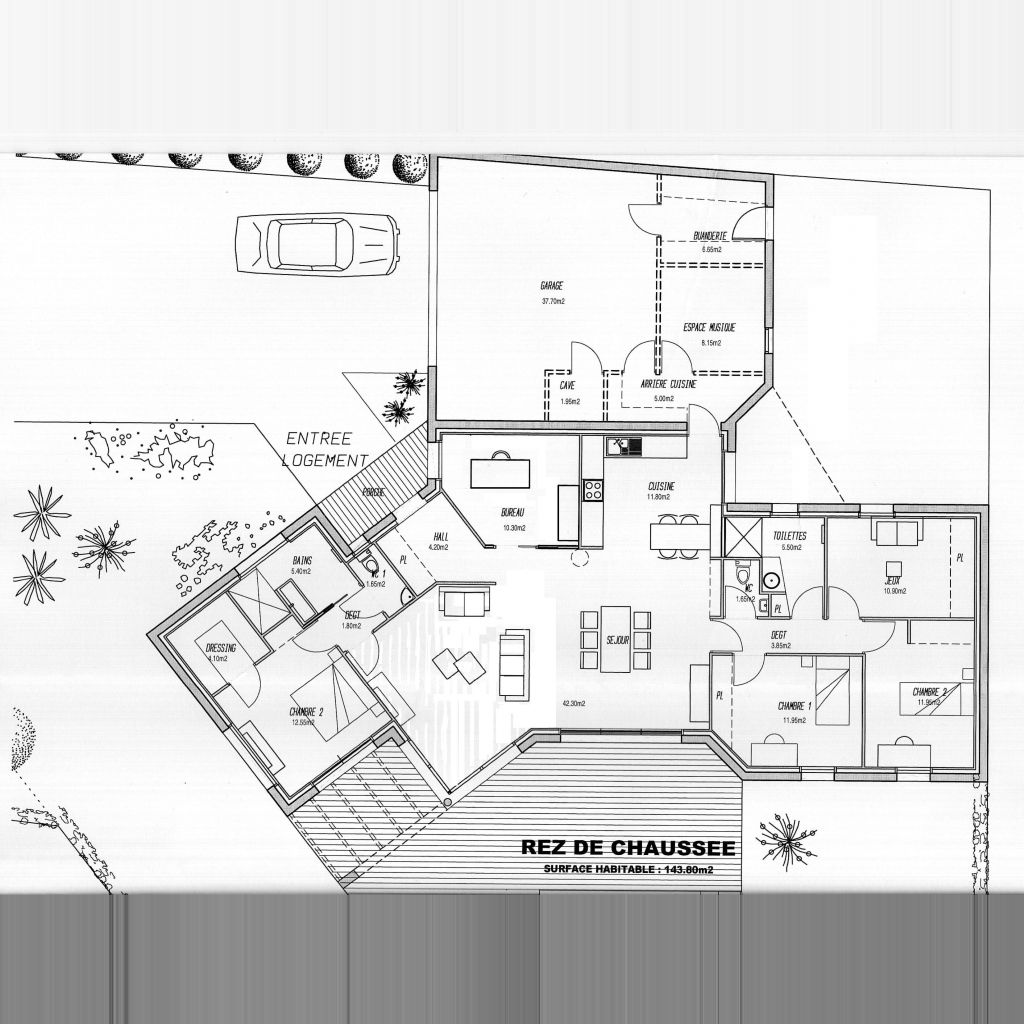 BUANDERIE
6.65m2
GARAGE
37.70m2
ESPACE MUSIQUE
8.15m2
CAVE
1.95m2
ARRIERE CUISINE
5.00m2
ENTREE
LOGEMENT
PORCHE
CUISINE
11.80m2
BUREAU
10.30m2
HALL
4.20m2
TOILETTES
5.50m2
BAINS
5.40m2
PL
WC 1
1.65m2
PL
JEUX
10.90m2
WC
1.65m2
PL
DEGT
1.80m2
DRESSING
4.10m2
SEJOUR
42.30m2
DEGT
3.85m2
CHAMBRE 2
12.55m2
PL
CHAMBRE 1
11.95m2
CHAMBRE 2
11.95m2
REZ DE CHAUSSEE
SURFACE HABITABLE : 143.80m2